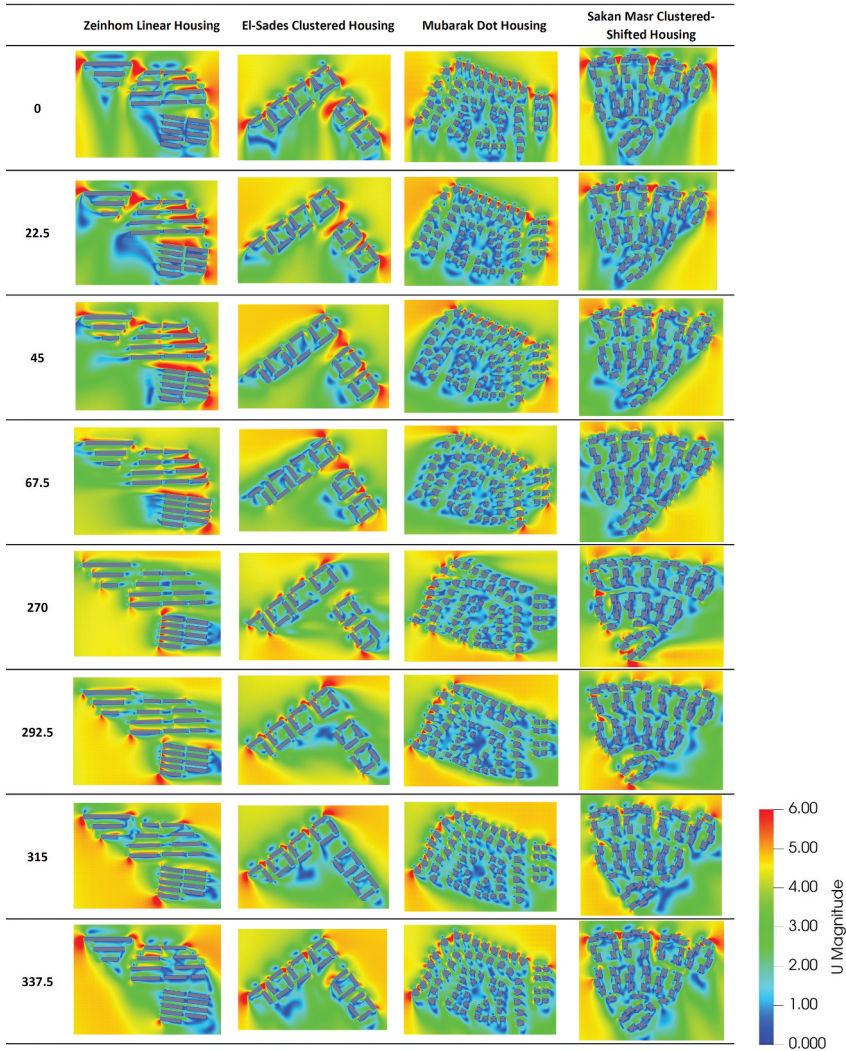 Zeinhom Linear Housing
El-Sades Clustered Housing
Mubarak Dot Housing
Sakan Masr Clustered-
Shifted Housing
0
22.5
45
67.5
270
292.5
315
337.5
6.00
5.00
4.00
3.00
2.00
1.00
0.000
U Magnitude